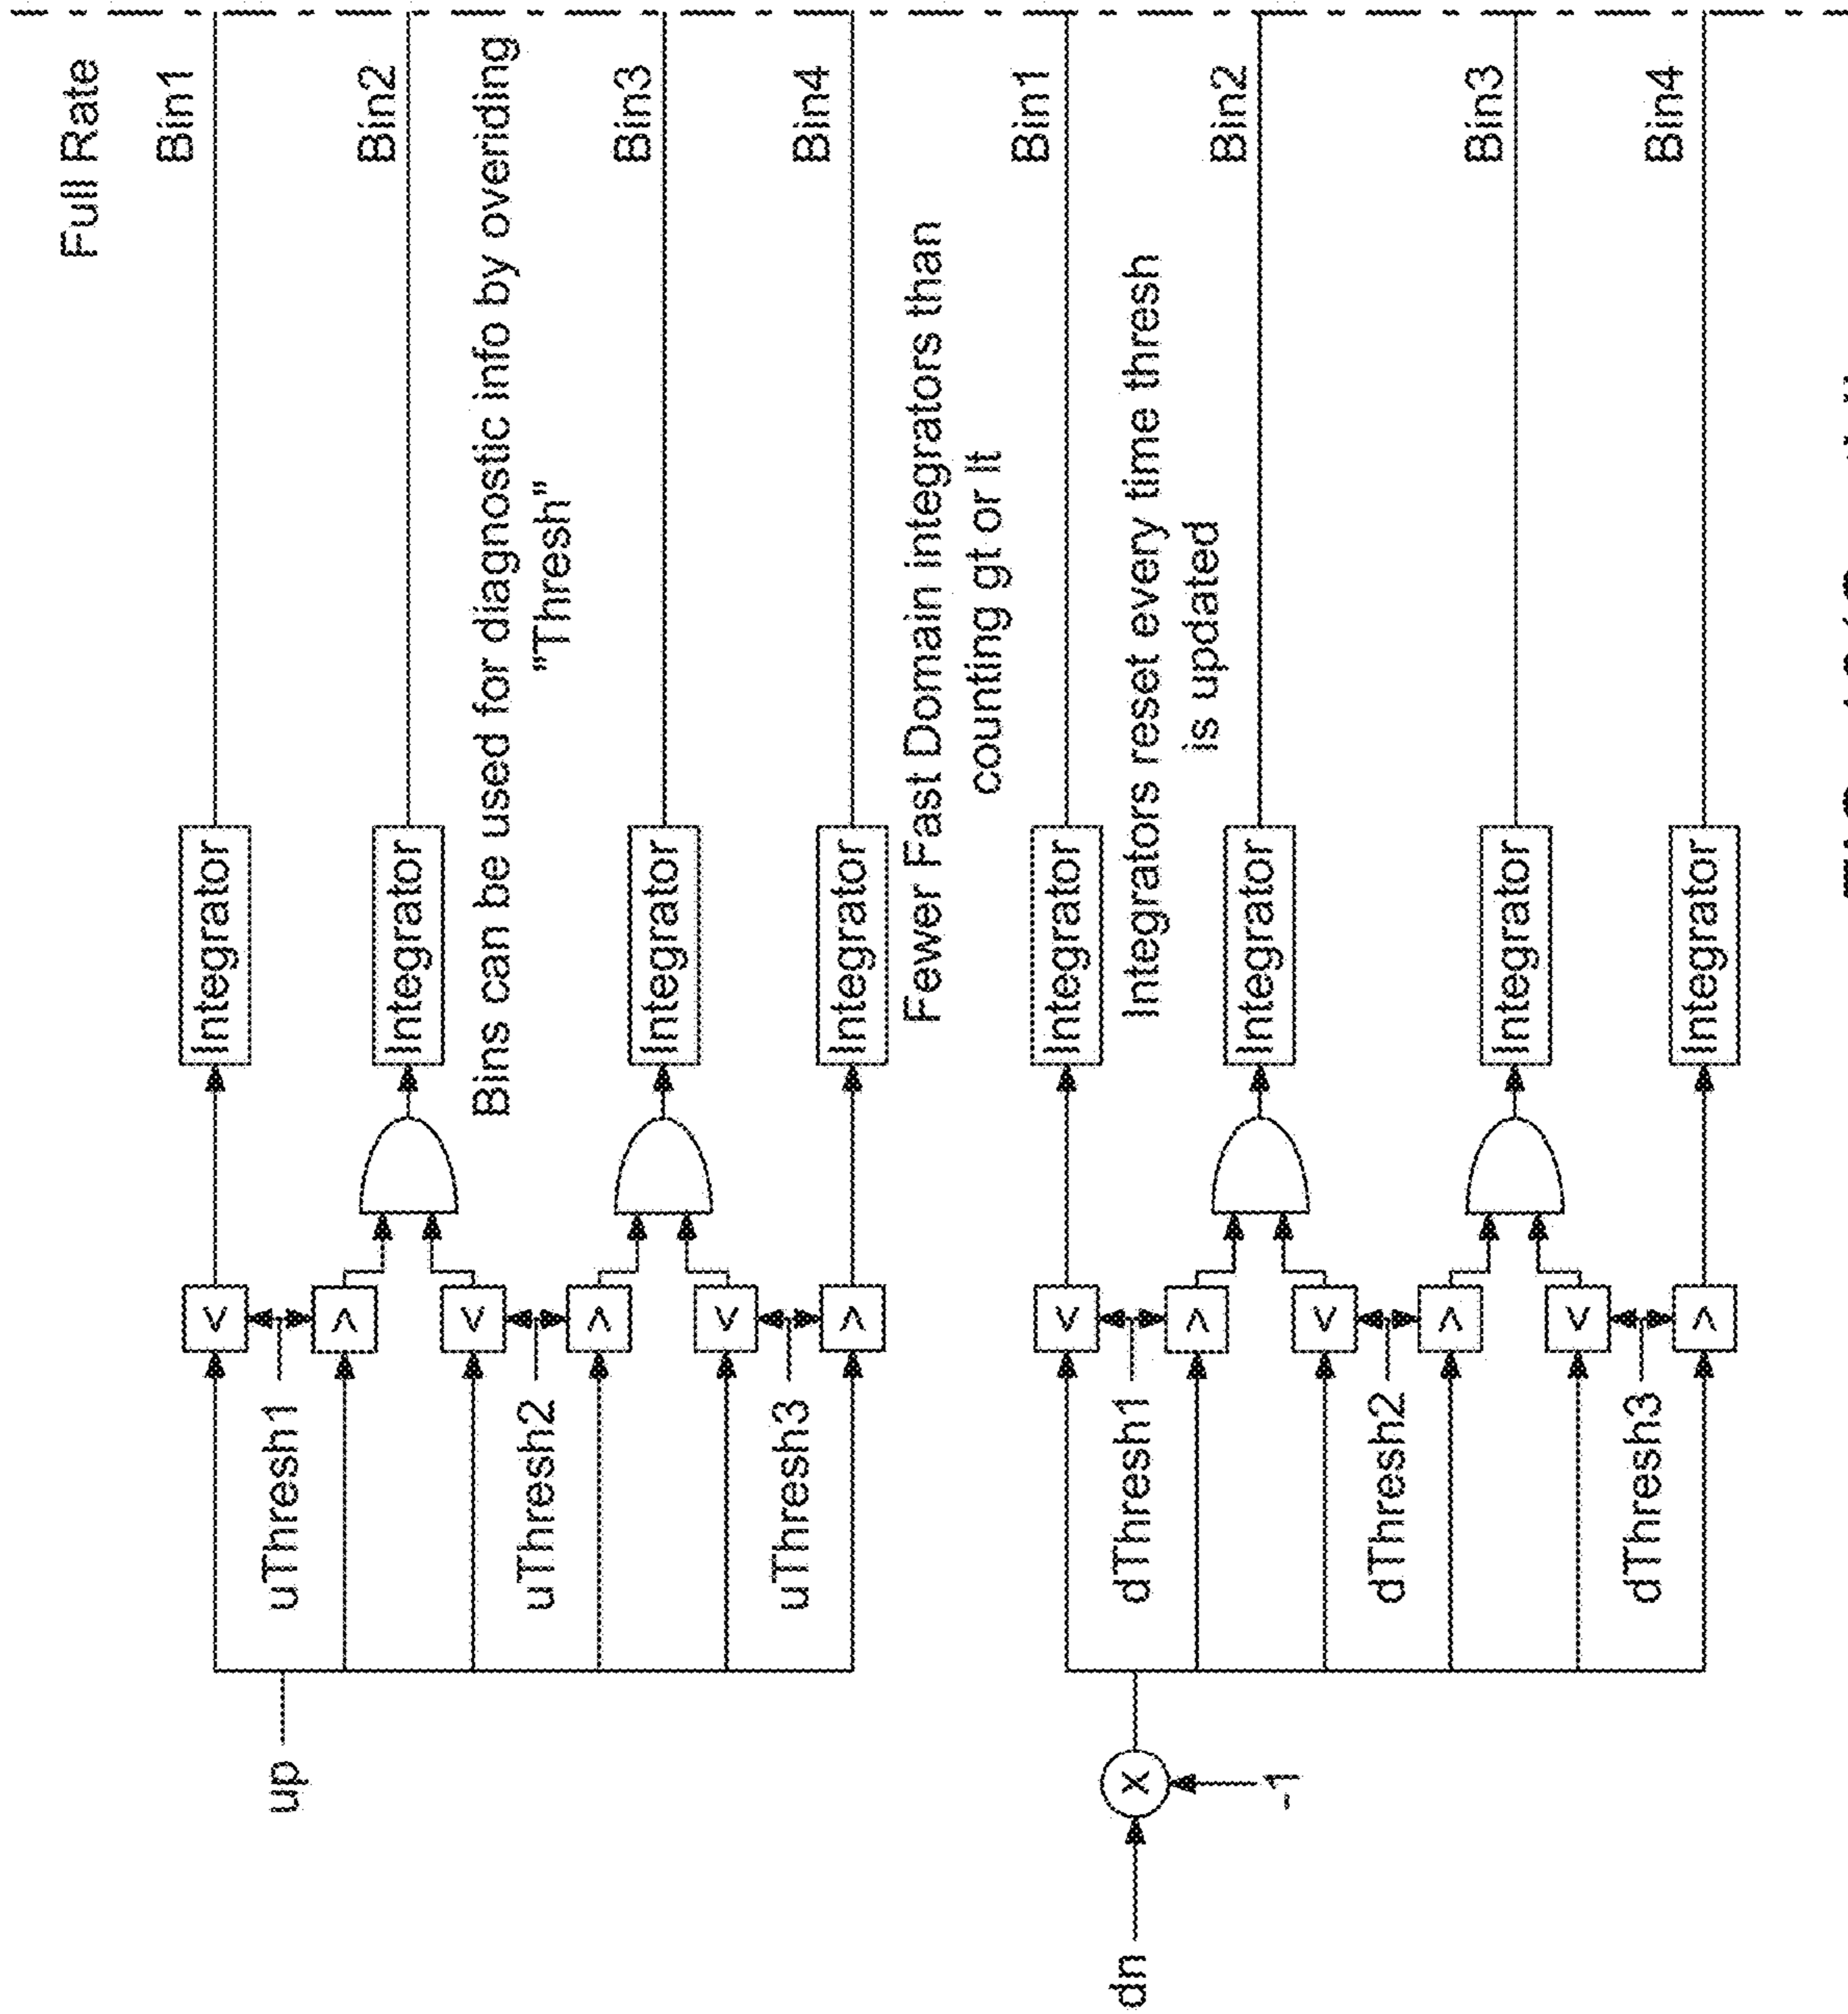 Full Rate
<
Integrator
Bin1
up
uThresh1
>
<
Integrator
Bin2
Bins can be used for diagnostic info by overiding
"Thresh"
uThresh2
>
<
Integrator
Bin3
uThresh3
>
Integrator
Bin4
Fewer Fast Domain integrators than
counting gt or lt
<
Integrator
Bin1
dn
X
-1
dThresh1
Integrators reset every time thresh
is updated
>
<
Integrator
Bin2
dThresh2
>
<
Integrator
Bin3
dThresh3
>
Integrator
Bin4